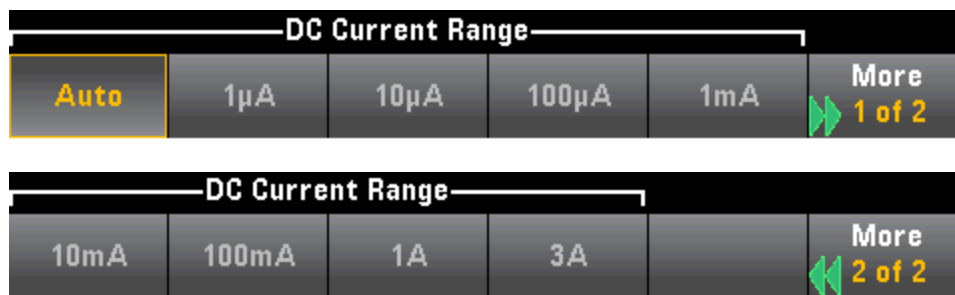 DC Current Range
Auto 1µA 10µA 100µA 1mA More
1 of 2
DC Current Range
10mA 100mA 1A 3A More
2 of 2